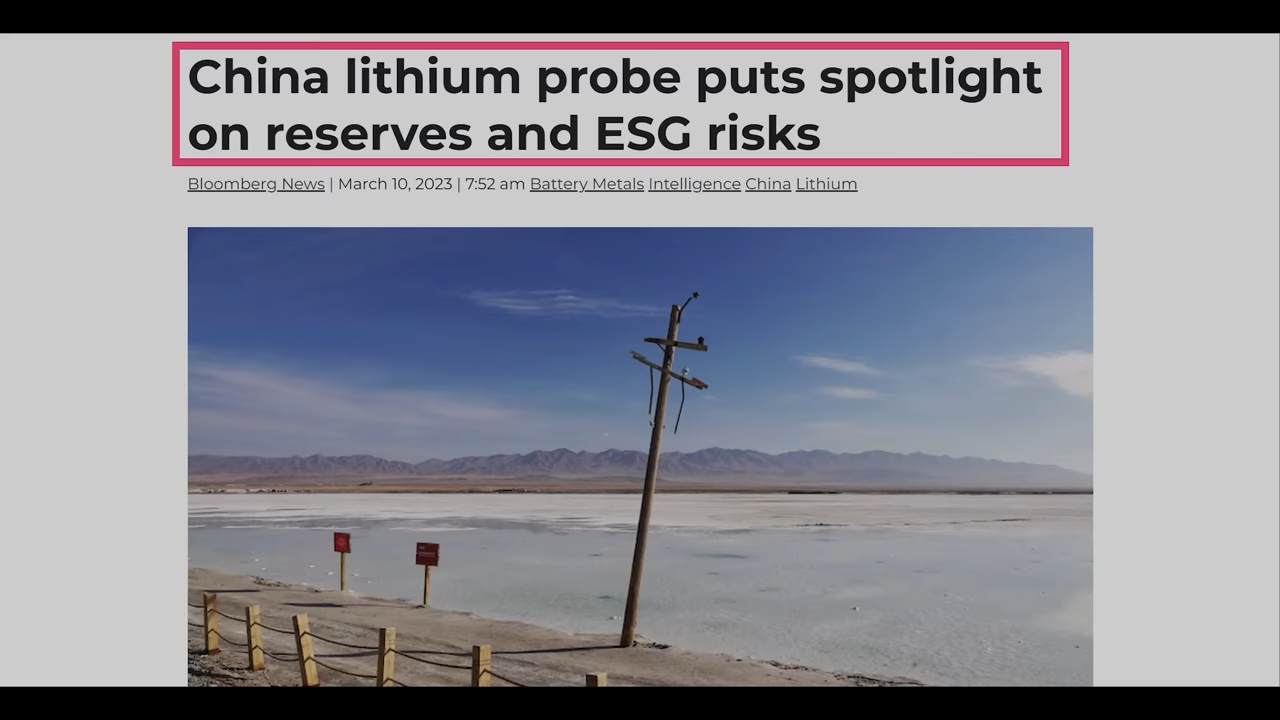 China lithium probe puts spotlight
on reserves and ESG risks
Bloomberg News | March 10, 2023 | 7:52 am Battery Metals Intelligence China Lithium